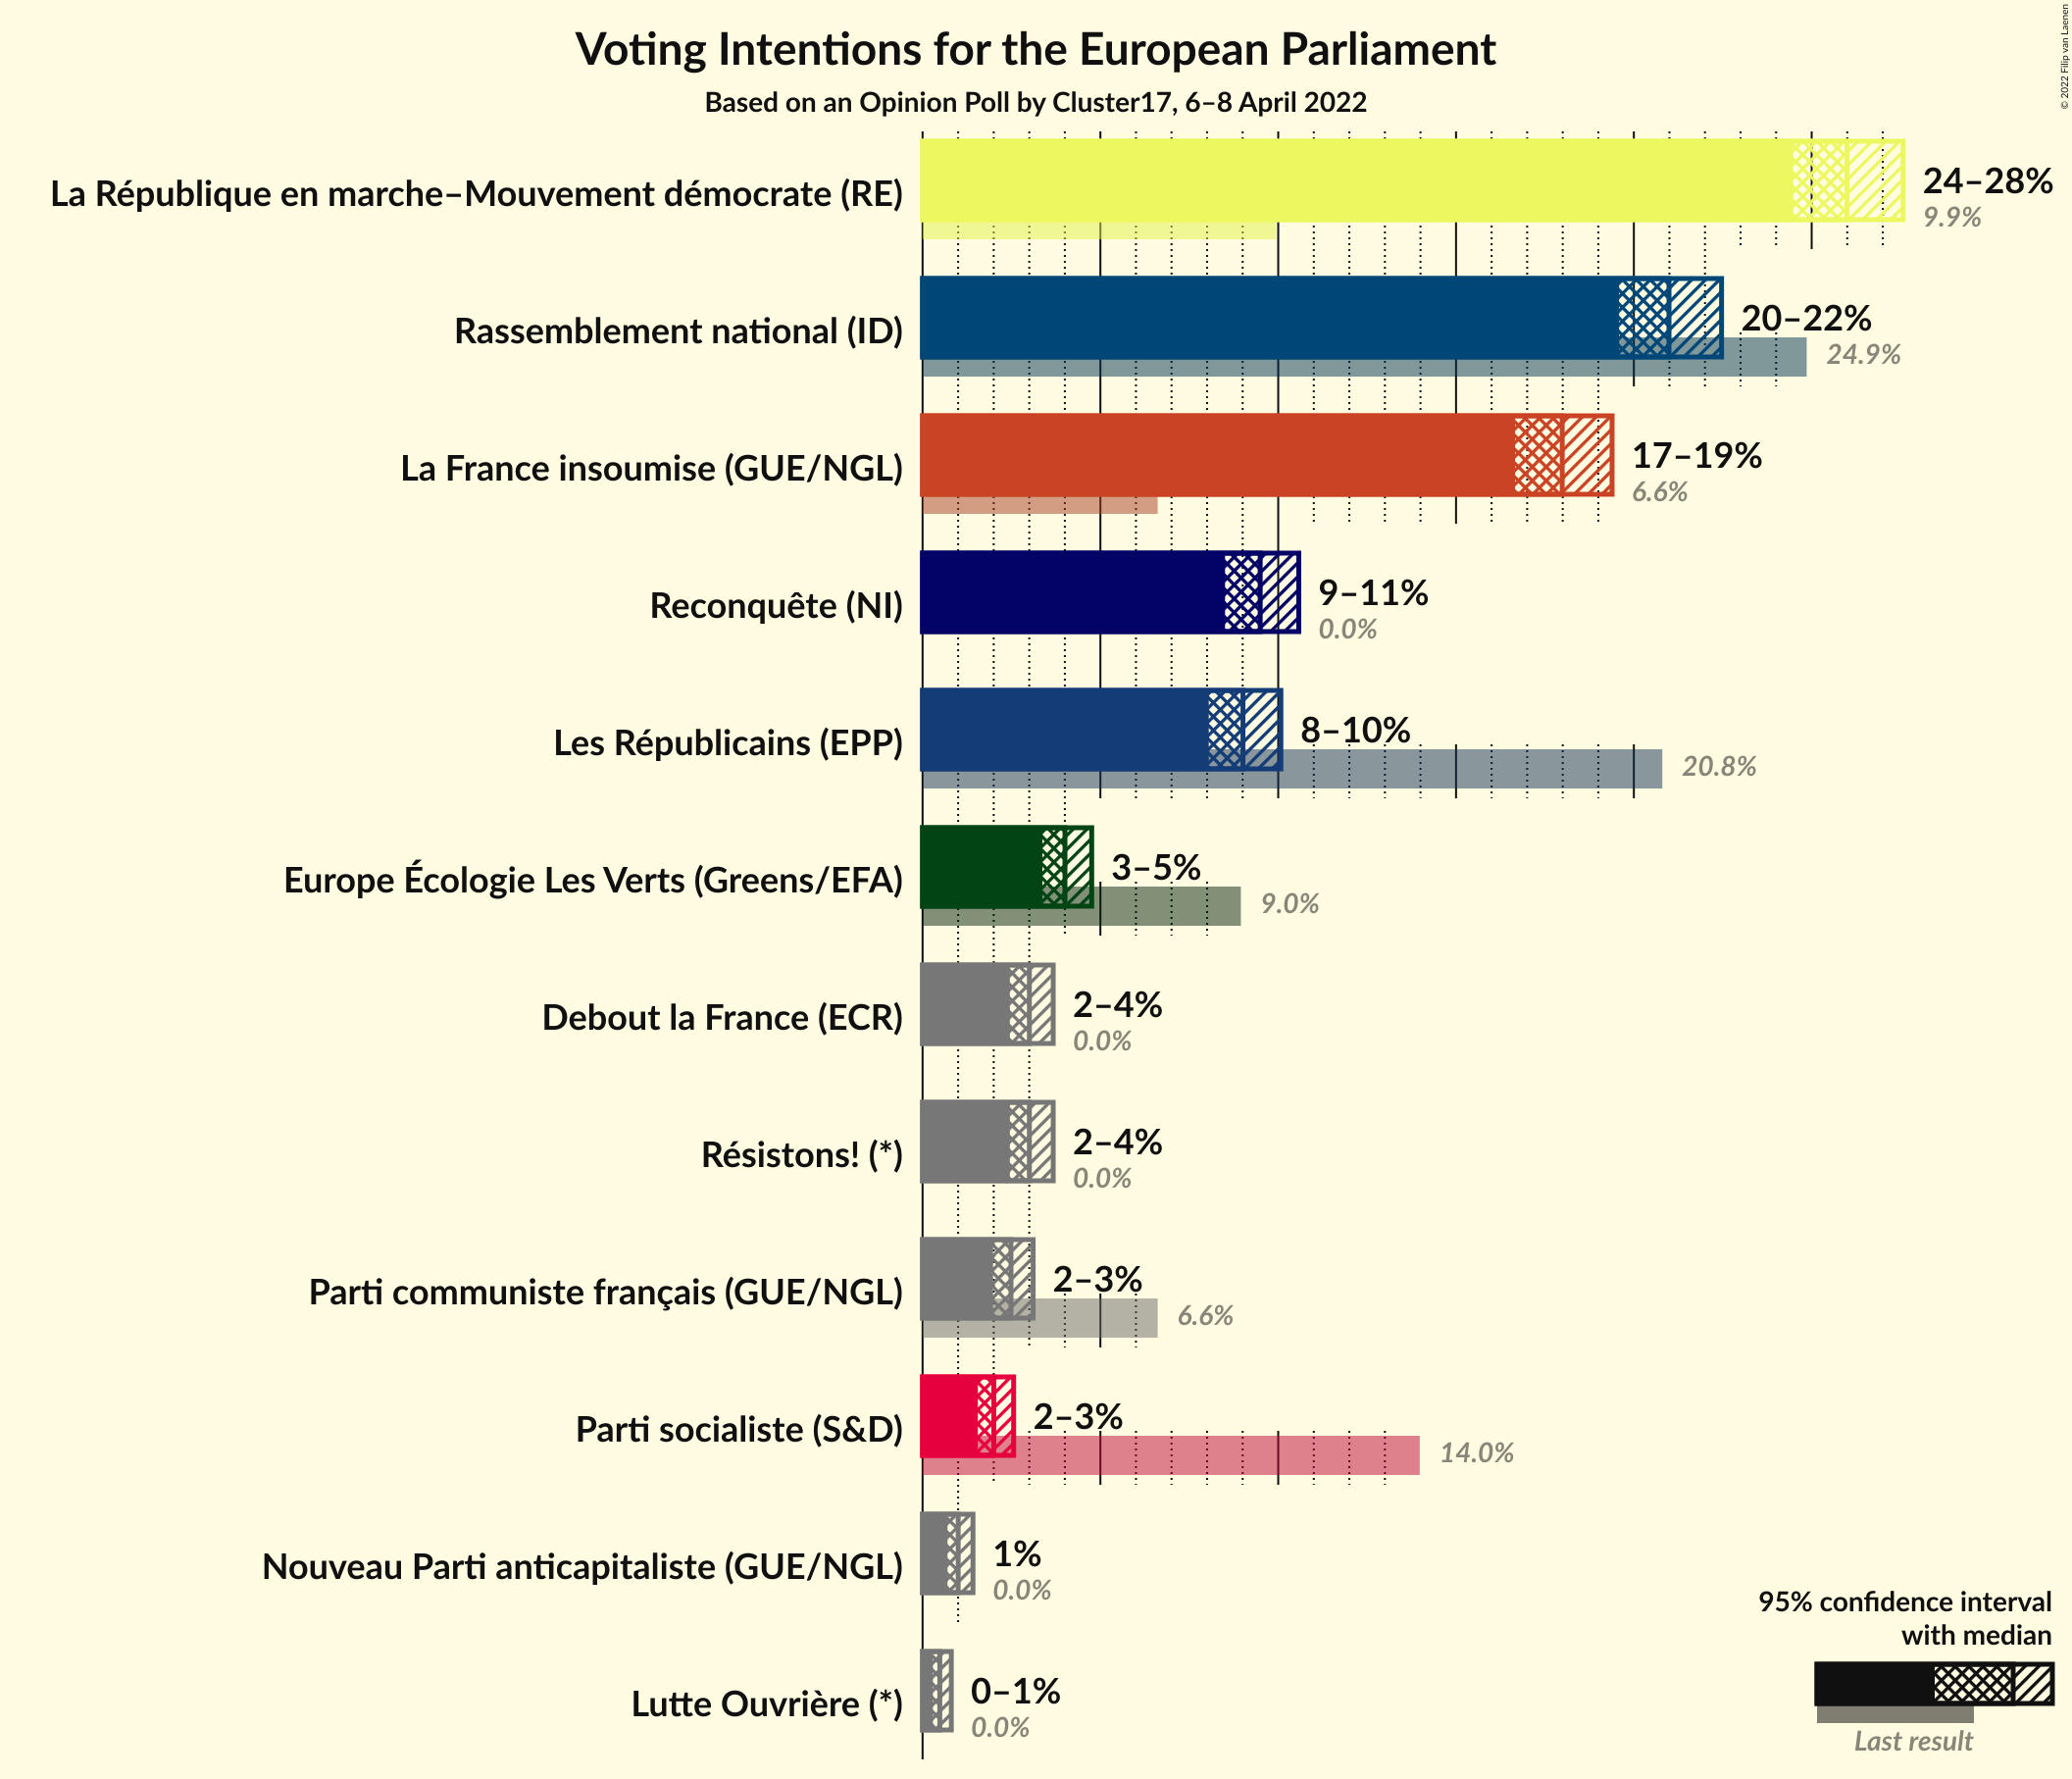 Voting Intentions for the European Parliament
Based on an Opinion Poll by Cluster17, 6–8 April 2022
© 2022 Filip van Laenen
La République en marche–Mouvement démocrate (RE)
24–28%
9.9%
Rassemblement national (ID)
20–22%
24.9%
La France insoumise (GUE/NGL)
17–19%
6.6%
Reconquête (NI)
9–11%
0.0%
Les Républicains (EPP)
8–10%
20.8%
Europe Écologie Les Verts (Greens/EFA)
3–5%
9.0%
Debout la France (ECR)
2–4%
0.0%
Résistons! (*)
2–4%
0.0%
Parti communiste français (GUE/NGL)
2–3%
6.6%
Parti socialiste (S&D)
2–3%
14.0%
Nouveau Parti anticapitaliste (GUE/NGL)
1%
0.0%
Lutte Ouvrière (*)
0–1%
0.0%
95% confidence interval
with median
Last result